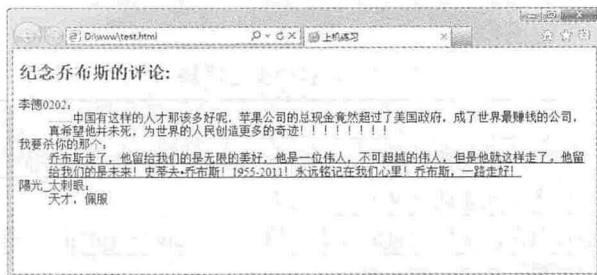 D:\www\test.html
上机练习
纪念乔布斯的评论:
李德0202:
中国有这样的人才那该多好呢，苹果公司的总现金竟然超过了美国政府，成了世界最赚钱的公司，
真希望他并未死，为世界的人民创造更多的奇迹！！！！！！！！
我要杀你的那个:
乔布斯走了，他留给我们的是无限的美好，他是一位伟人，不可超越的伟人，但是他就这样走了，他留
给我们的是未来！史蒂夫•乔布斯！1955-2011！永远铭记在我们心里！乔布斯，一路走好！
陽光_太刺眼:
天才，佩服